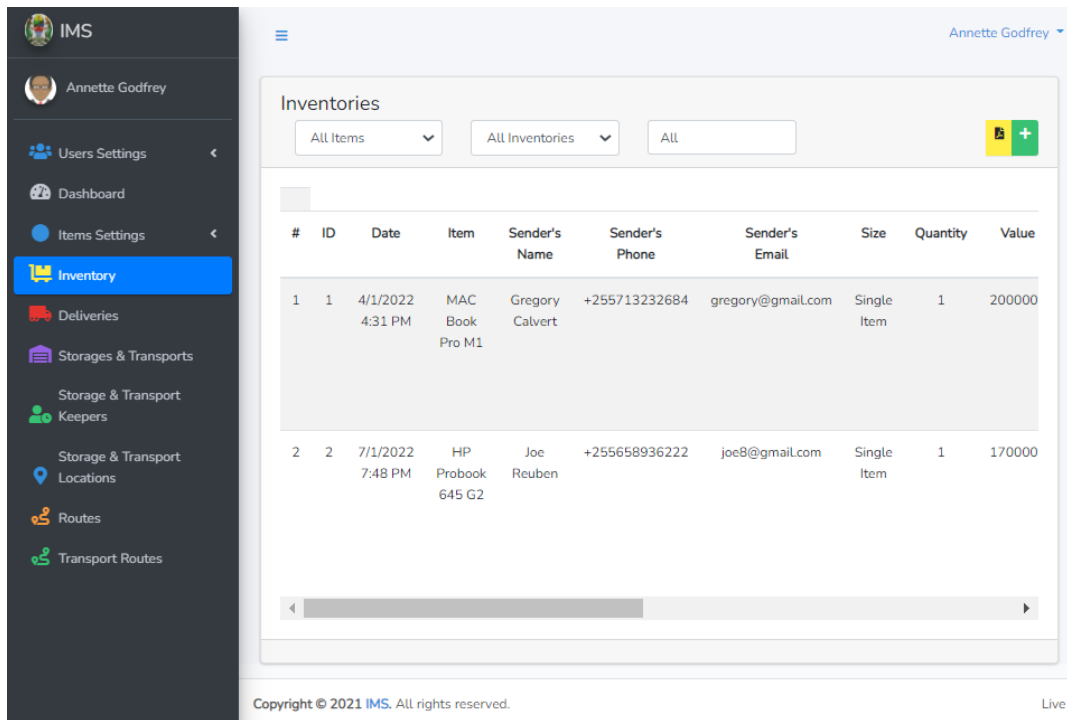 IMS
Annette Godfrey
Annette Godfrey
Users Settings
Dashboard
Items Settings
Inventory
Deliveries
Storages & Transports
Storage & Transport
Keepers
Storage & Transport
Locations
Routes
Transport Routes
Inventories
All Items
All Inventories
All
# ID Date Item Sender's Sender's Sender's Size Quantity Value
Name Phone Email
1 1 4/1/2022 MAC Gregory +255713232684 gregory@gmail.com Single 1 200000
4:31 PM Book Calvert Item
Pro M1
2 2 7/1/2022 HP Joe +255658936222 joe8@gmail.com Single 1 170000
7:48 PM Probook Reuben Item
645 G2
Copyright © 2021 IMS. All rights reserved.
Live